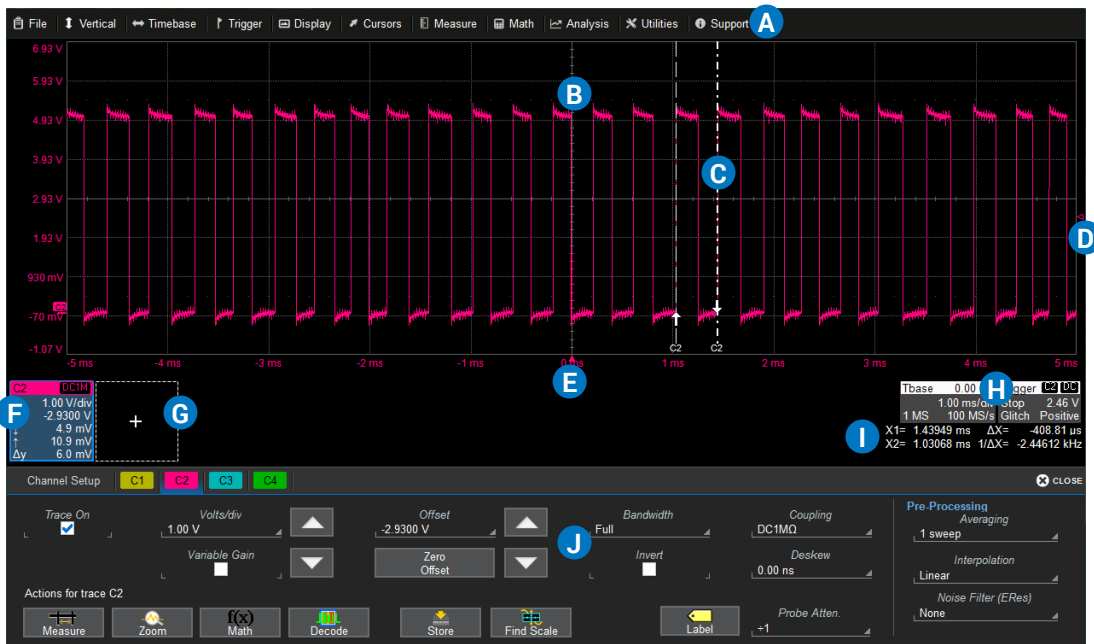 File Vertical Timebase Trigger Display Cursors Measure Math Analysis Utilities Support A
6.93 V
5.93 V
B
4.93 V
3.93 V
C
2.93 V
D
1.93 V
930 mV
C2
-70 mV
-1.07 V
C2 C2
-5 ms -4 ms -3 ms -2 ms -1 ms 0 ms 1 ms 2 ms 3 ms 4 ms 5 ms
E
C2 DC1M
F
1.00 V/div
-2.9300 V
↓ 4.9 mV
↑ 10.9 mV
Δy 6.0 mV
+
G
Tbase 0.00 H C2 DC
1.00 ms/div Stop 2.46 V
1 MS 100 MS/s Glitch Positive
I
X1= 1.43949 ms ΔX= -408.81 µs
X2= 1.03068 ms 1/ΔX= -2.44612 kHz
Channel Setup C1 C2 C3 C4 CLOSE
Trace On Volts/div Offset Bandwidth Coupling
1.00 V -2.9300 V Full DC1MΩ
J
Variable Gain Zero Offset Invert Deskew
0.00 ns
Pre-Processing
Averaging
1 sweep
Interpolation
Linear
Noise Filter (ERes)
None
Actions for trace C2
Measure Zoom f(x) Math Decode Store Find Scale Label
Probe Atten.
÷1